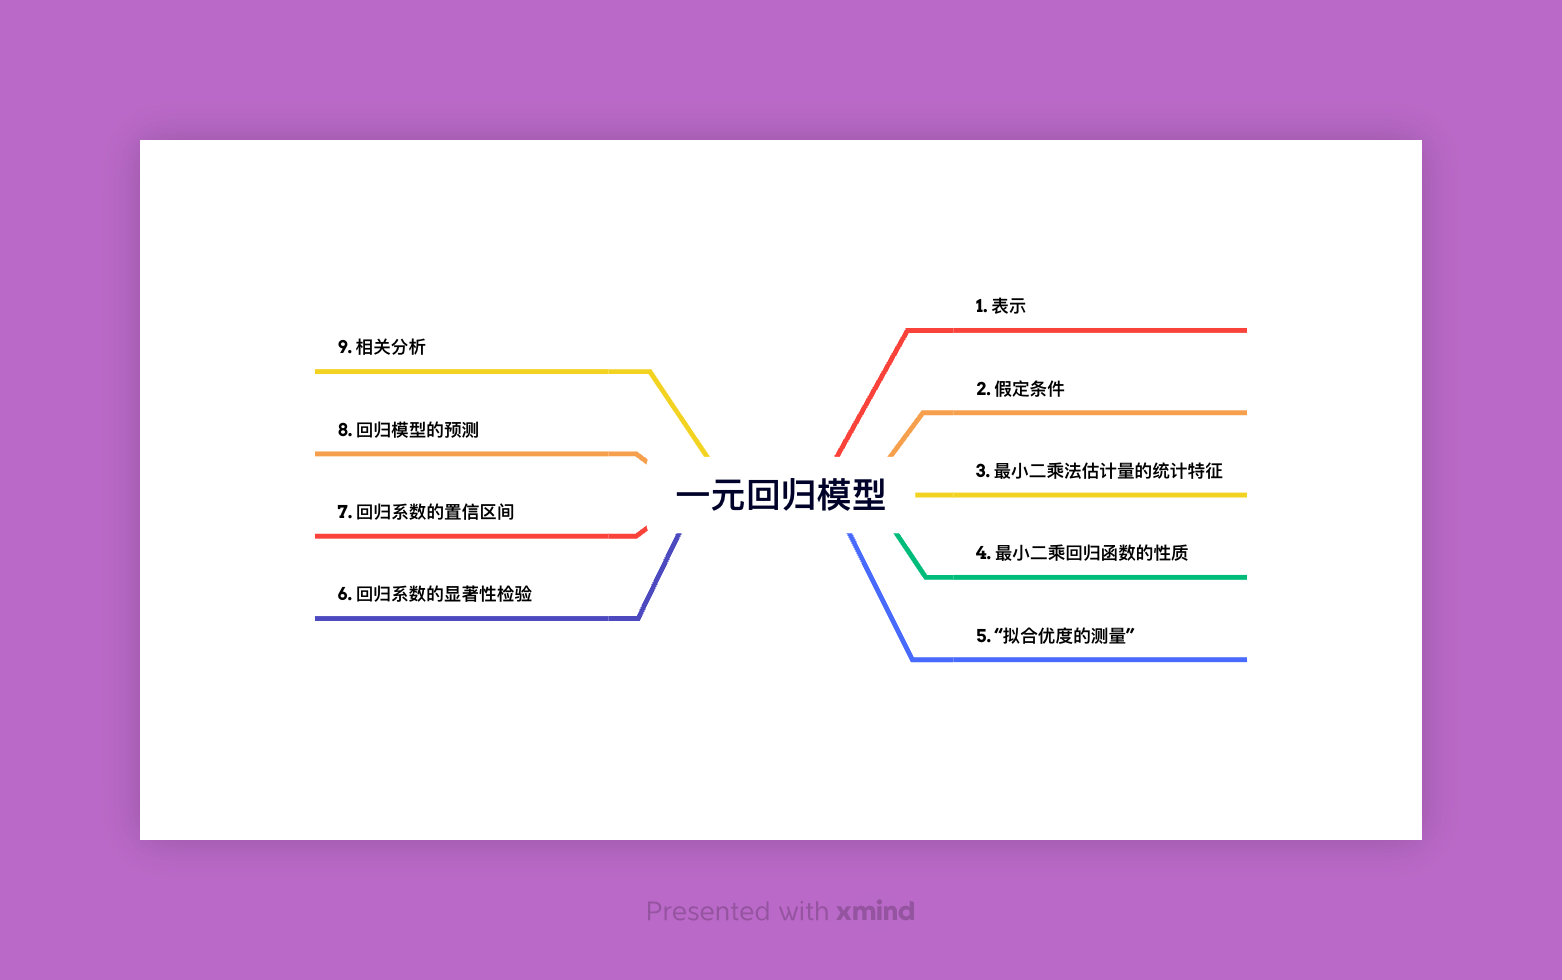 一元回归模型
1. 表示
2. 假定条件
3. 最小二乘法估计量的统计特征
4. 最小二乘回归函数的性质
5. “拟合优度的测量”
6. 回归系数的显著性检验
7. 回归系数的置信区间
8. 回归模型的预测
9. 相关分析
Presented with xmind